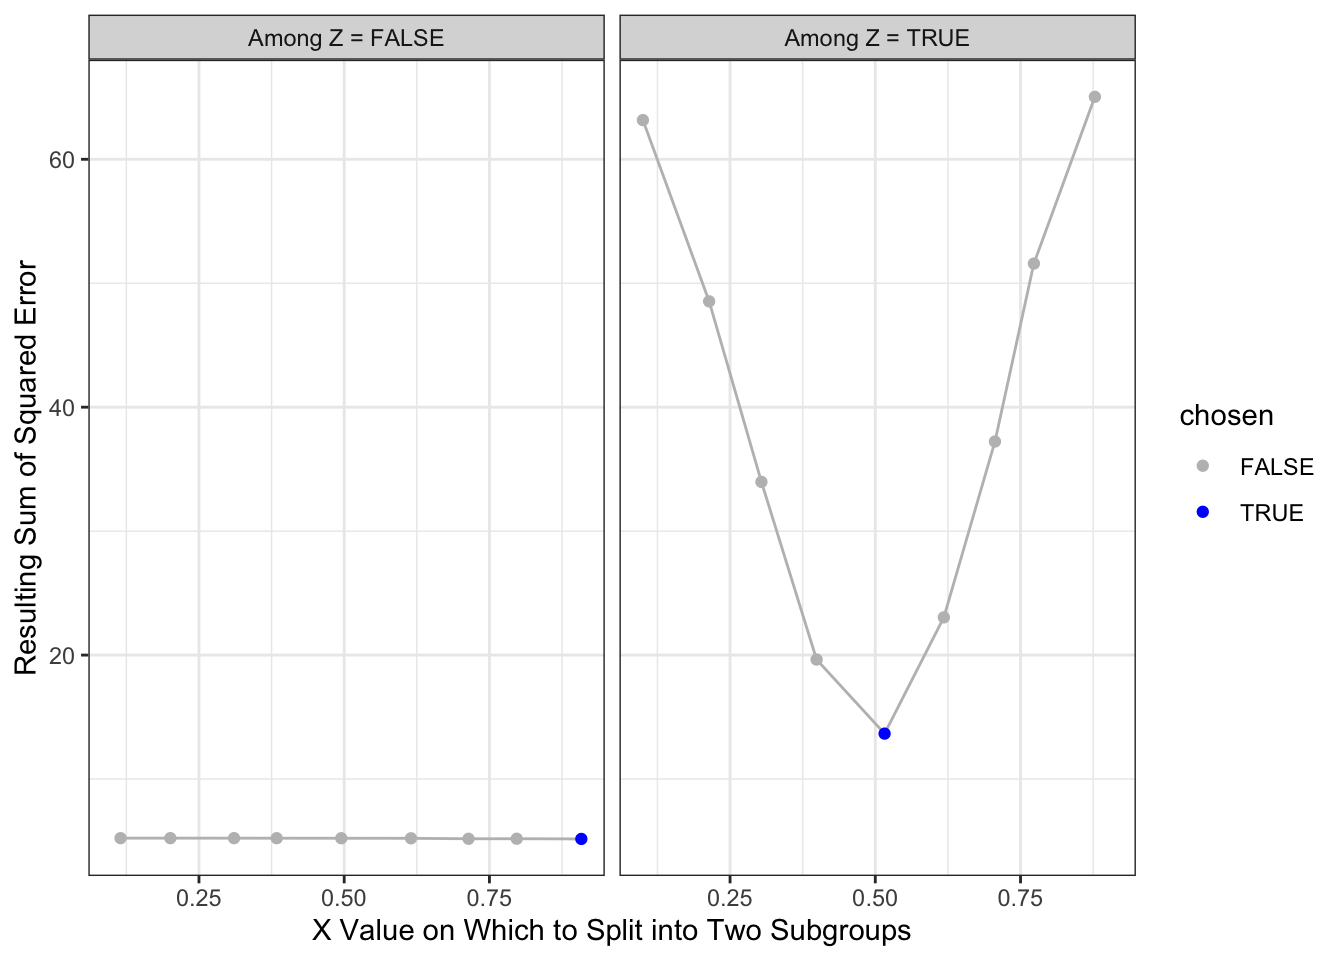 Among Z = FALSE
Among Z = TRUE
Resulting Sum of Squared Error
60
40
20
0.25
0.50
0.75
0.25
0.50
0.75
X Value on Which to Split into Two Subgroups
chosen
FALSE
TRUE